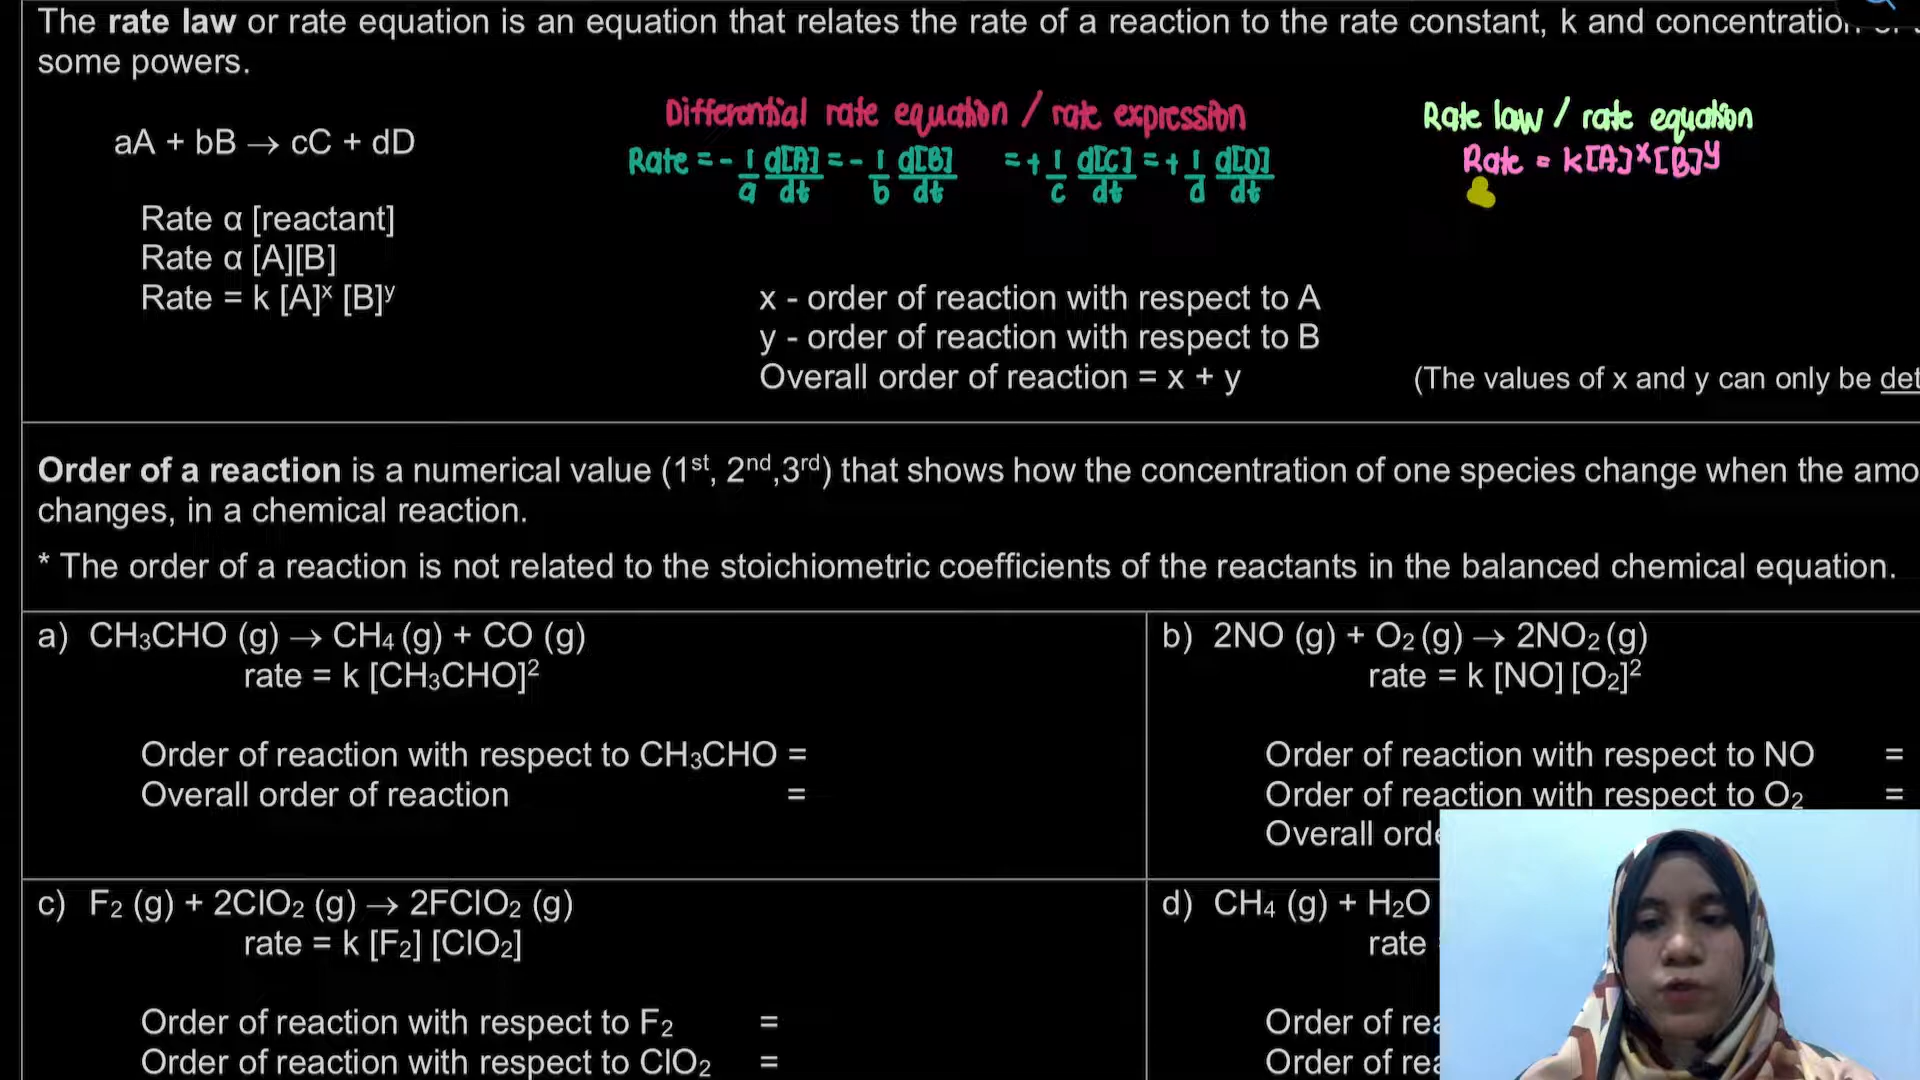 The rate law or rate equation is an equation that relates the rate of a reaction to the rate constant, k and concentration
some powers.
Differential rate equation / rate expression
Rate law / rate equation
aA + bB → cC + dD
Rate = - 1/a d[A]/dt = - 1/b d[B]/dt = + 1/c d[C]/dt = + 1/d d[D]/dt
Rate = k[A]ˣ[B]ʸ
Rate α [reactant]
Rate α [A][B]
Rate = k [A]ˣ [B]ʸ
x - order of reaction with respect to A
y - order of reaction with respect to B
Overall order of reaction = x + y
(The values of x and y can only be
Order of a reaction is a numerical value (1ˢᵗ, 2ⁿᵈ,3ʳᵈ) that shows how the concentration of one species change when the
changes, in a chemical reaction.
* The order of a reaction is not related to the stoichiometric coefficients of the reactants in the balanced chemical equation.
a) CH₃CHO (g) → CH₄ (g) + CO (g)
rate = k [CH₃CHO]²
Order of reaction with respect to CH₃CHO =
Overall order of reaction =
b) 2NO (g) + O₂ (g) → 2NO₂ (g)
rate = k [NO] [O₂]²
Order of reaction with respect to NO =
Order of reaction with respect to O₂ =
Overall
c) F₂ (g) + 2ClO₂ (g) → 2FClO₂ (g)
rate = k [F₂] [ClO₂]
Order of reaction with respect to F₂ =
Order of reaction with respect to ClO₂ =
d) CH₄ (g) + H₂O
rate
Order of
Order of